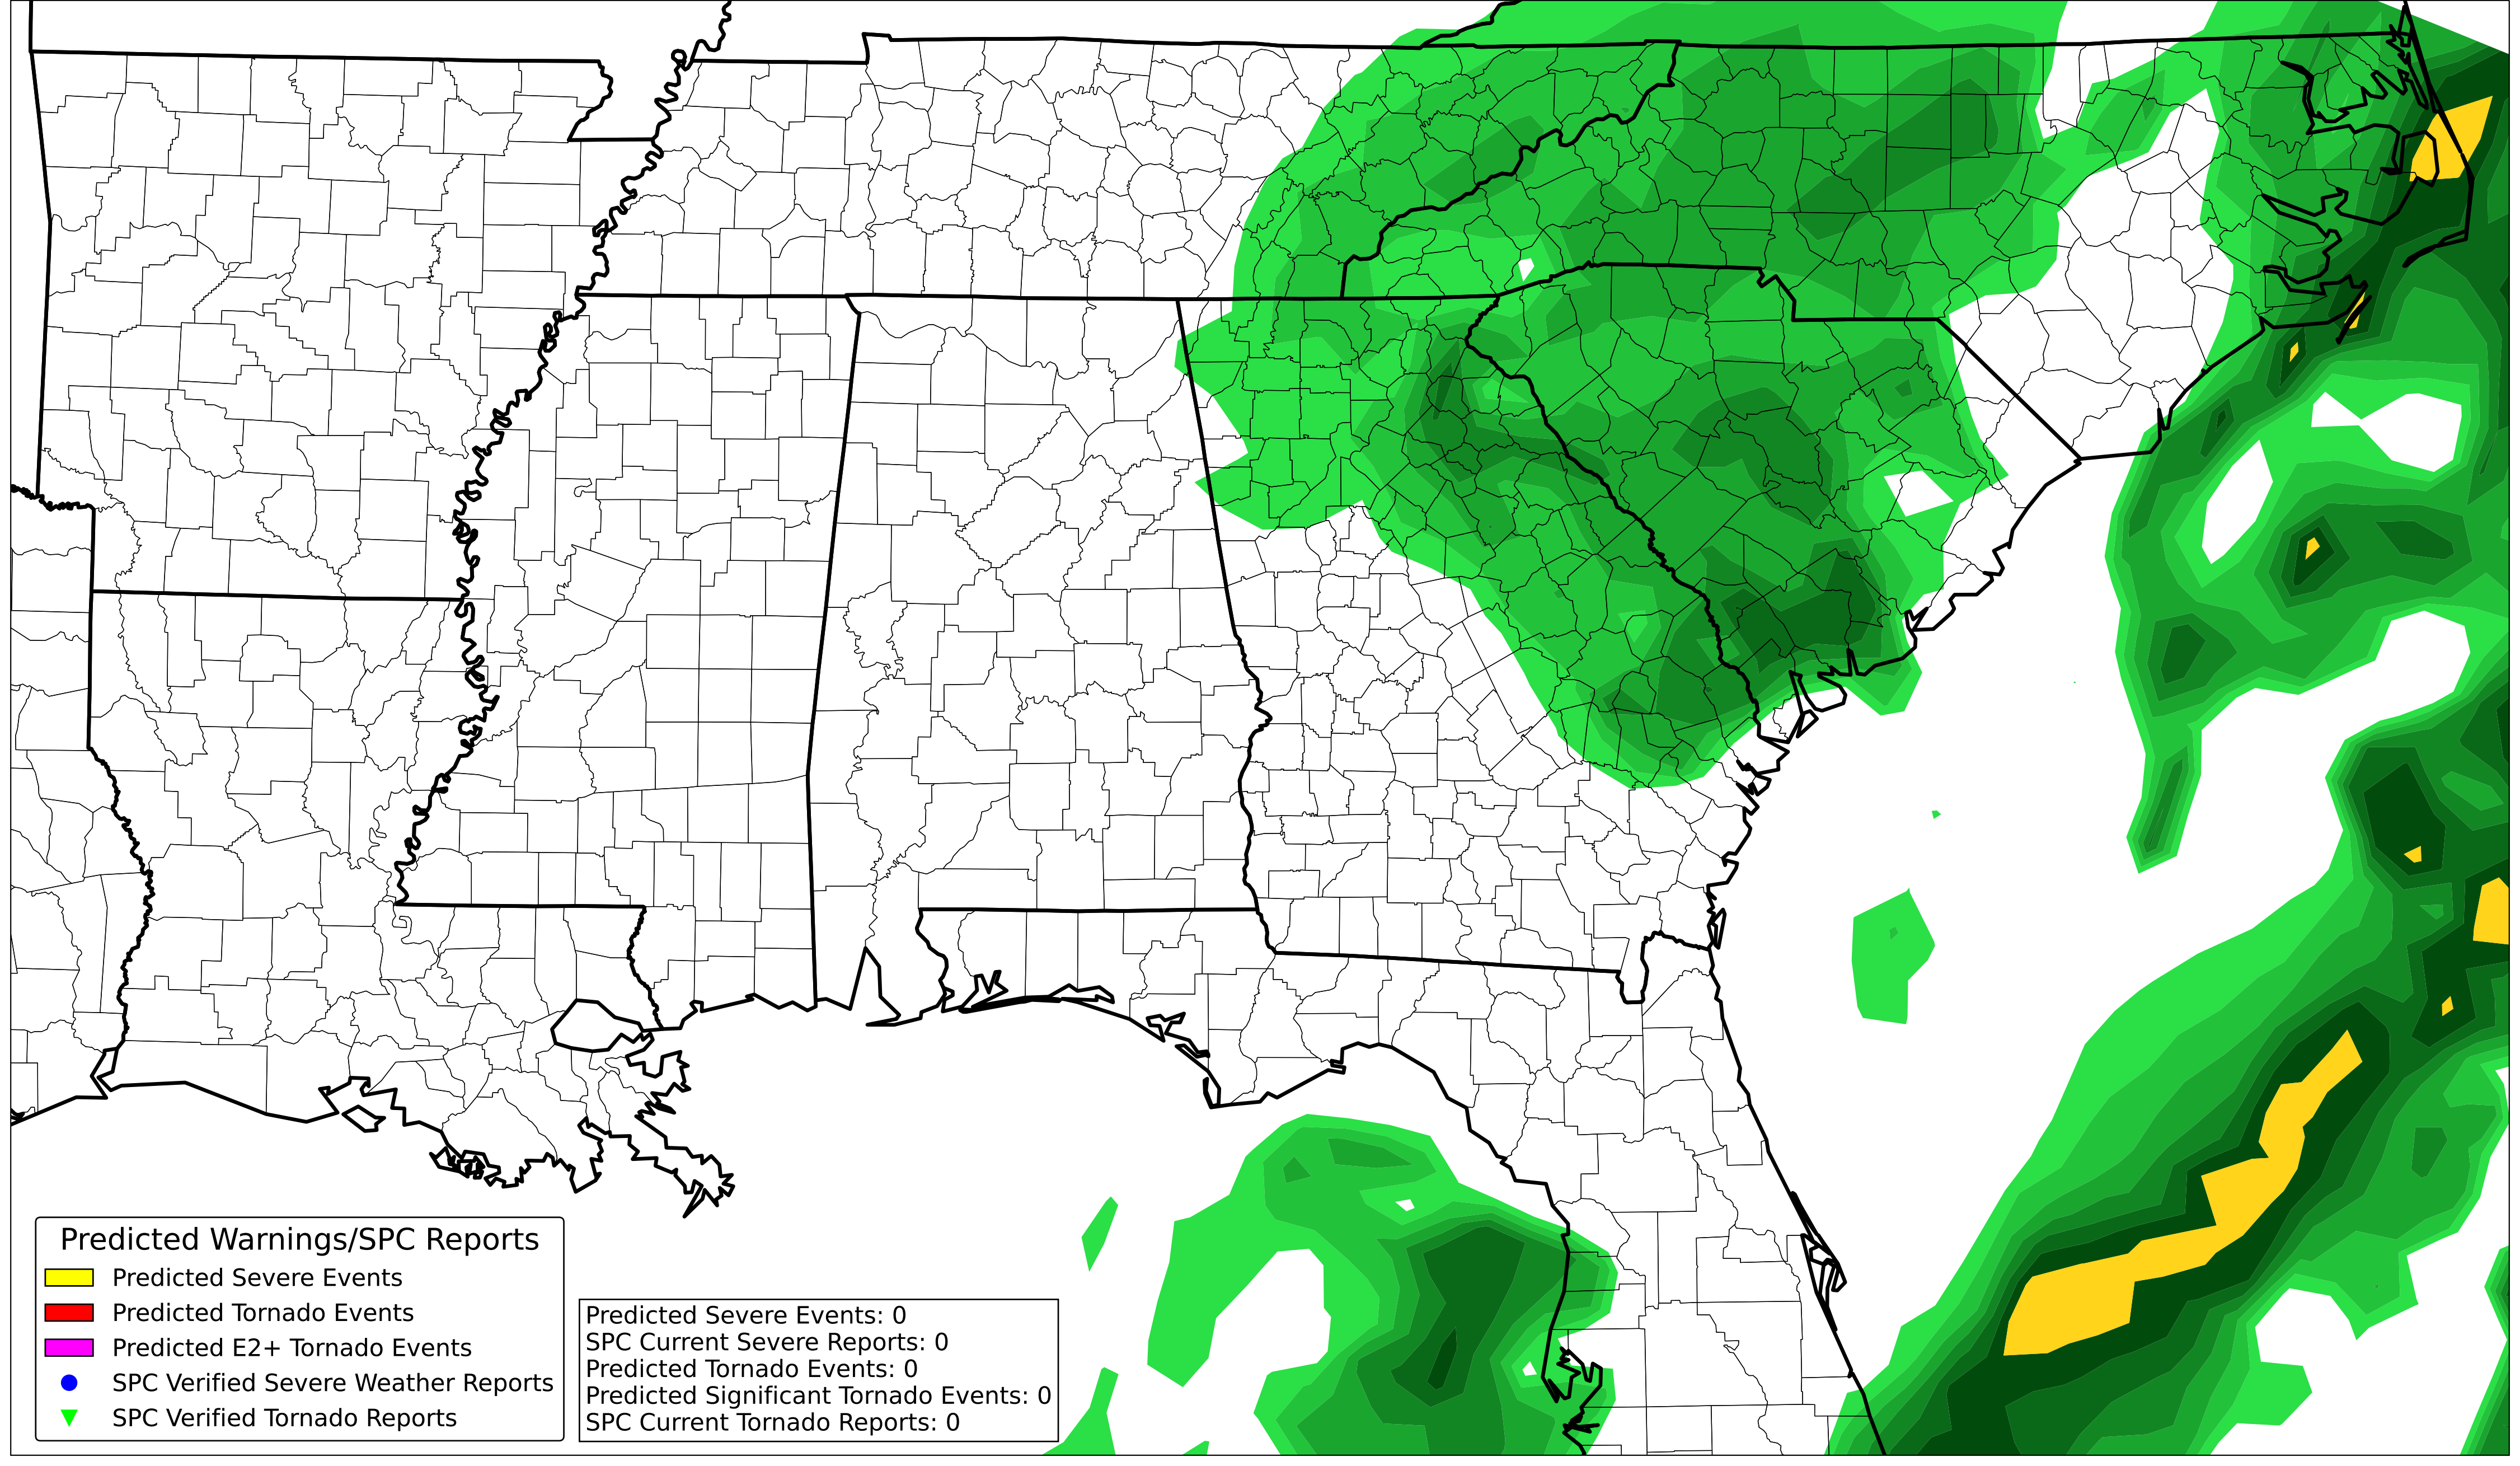 Predicted Warnings/SPC Reports
Predicted Severe Events
Predicted Tornado Events
Predicted E2+ Tornado Events
SPC Verified Severe Weather Reports
SPC Verified Tornado Reports
Predicted Severe Events: 0
SPC Current Severe Reports: 0
Predicted Tornado Events: 0
Predicted Significant Tornado Events: 0
SPC Current Tornado Reports: 0